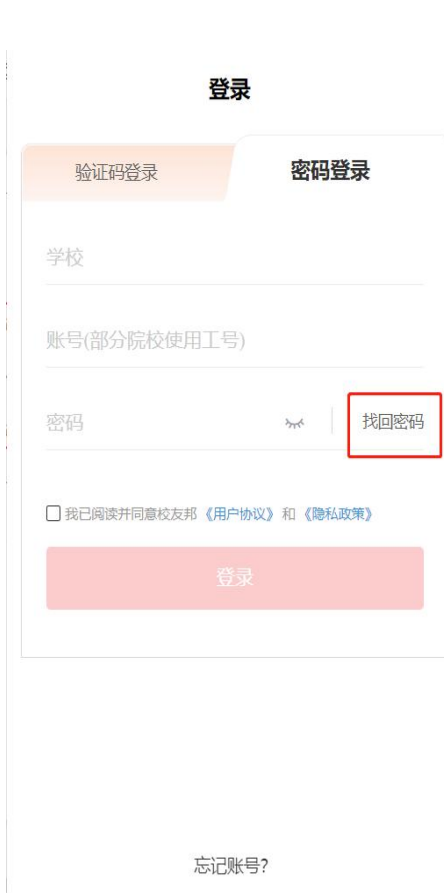 登录
验证码登录 密码登录
学校
账号(部分院校使用工号)
密码 找回密码
我已阅读并同意校友邦《用户协议》和《隐私政策》
登录
忘记账号?